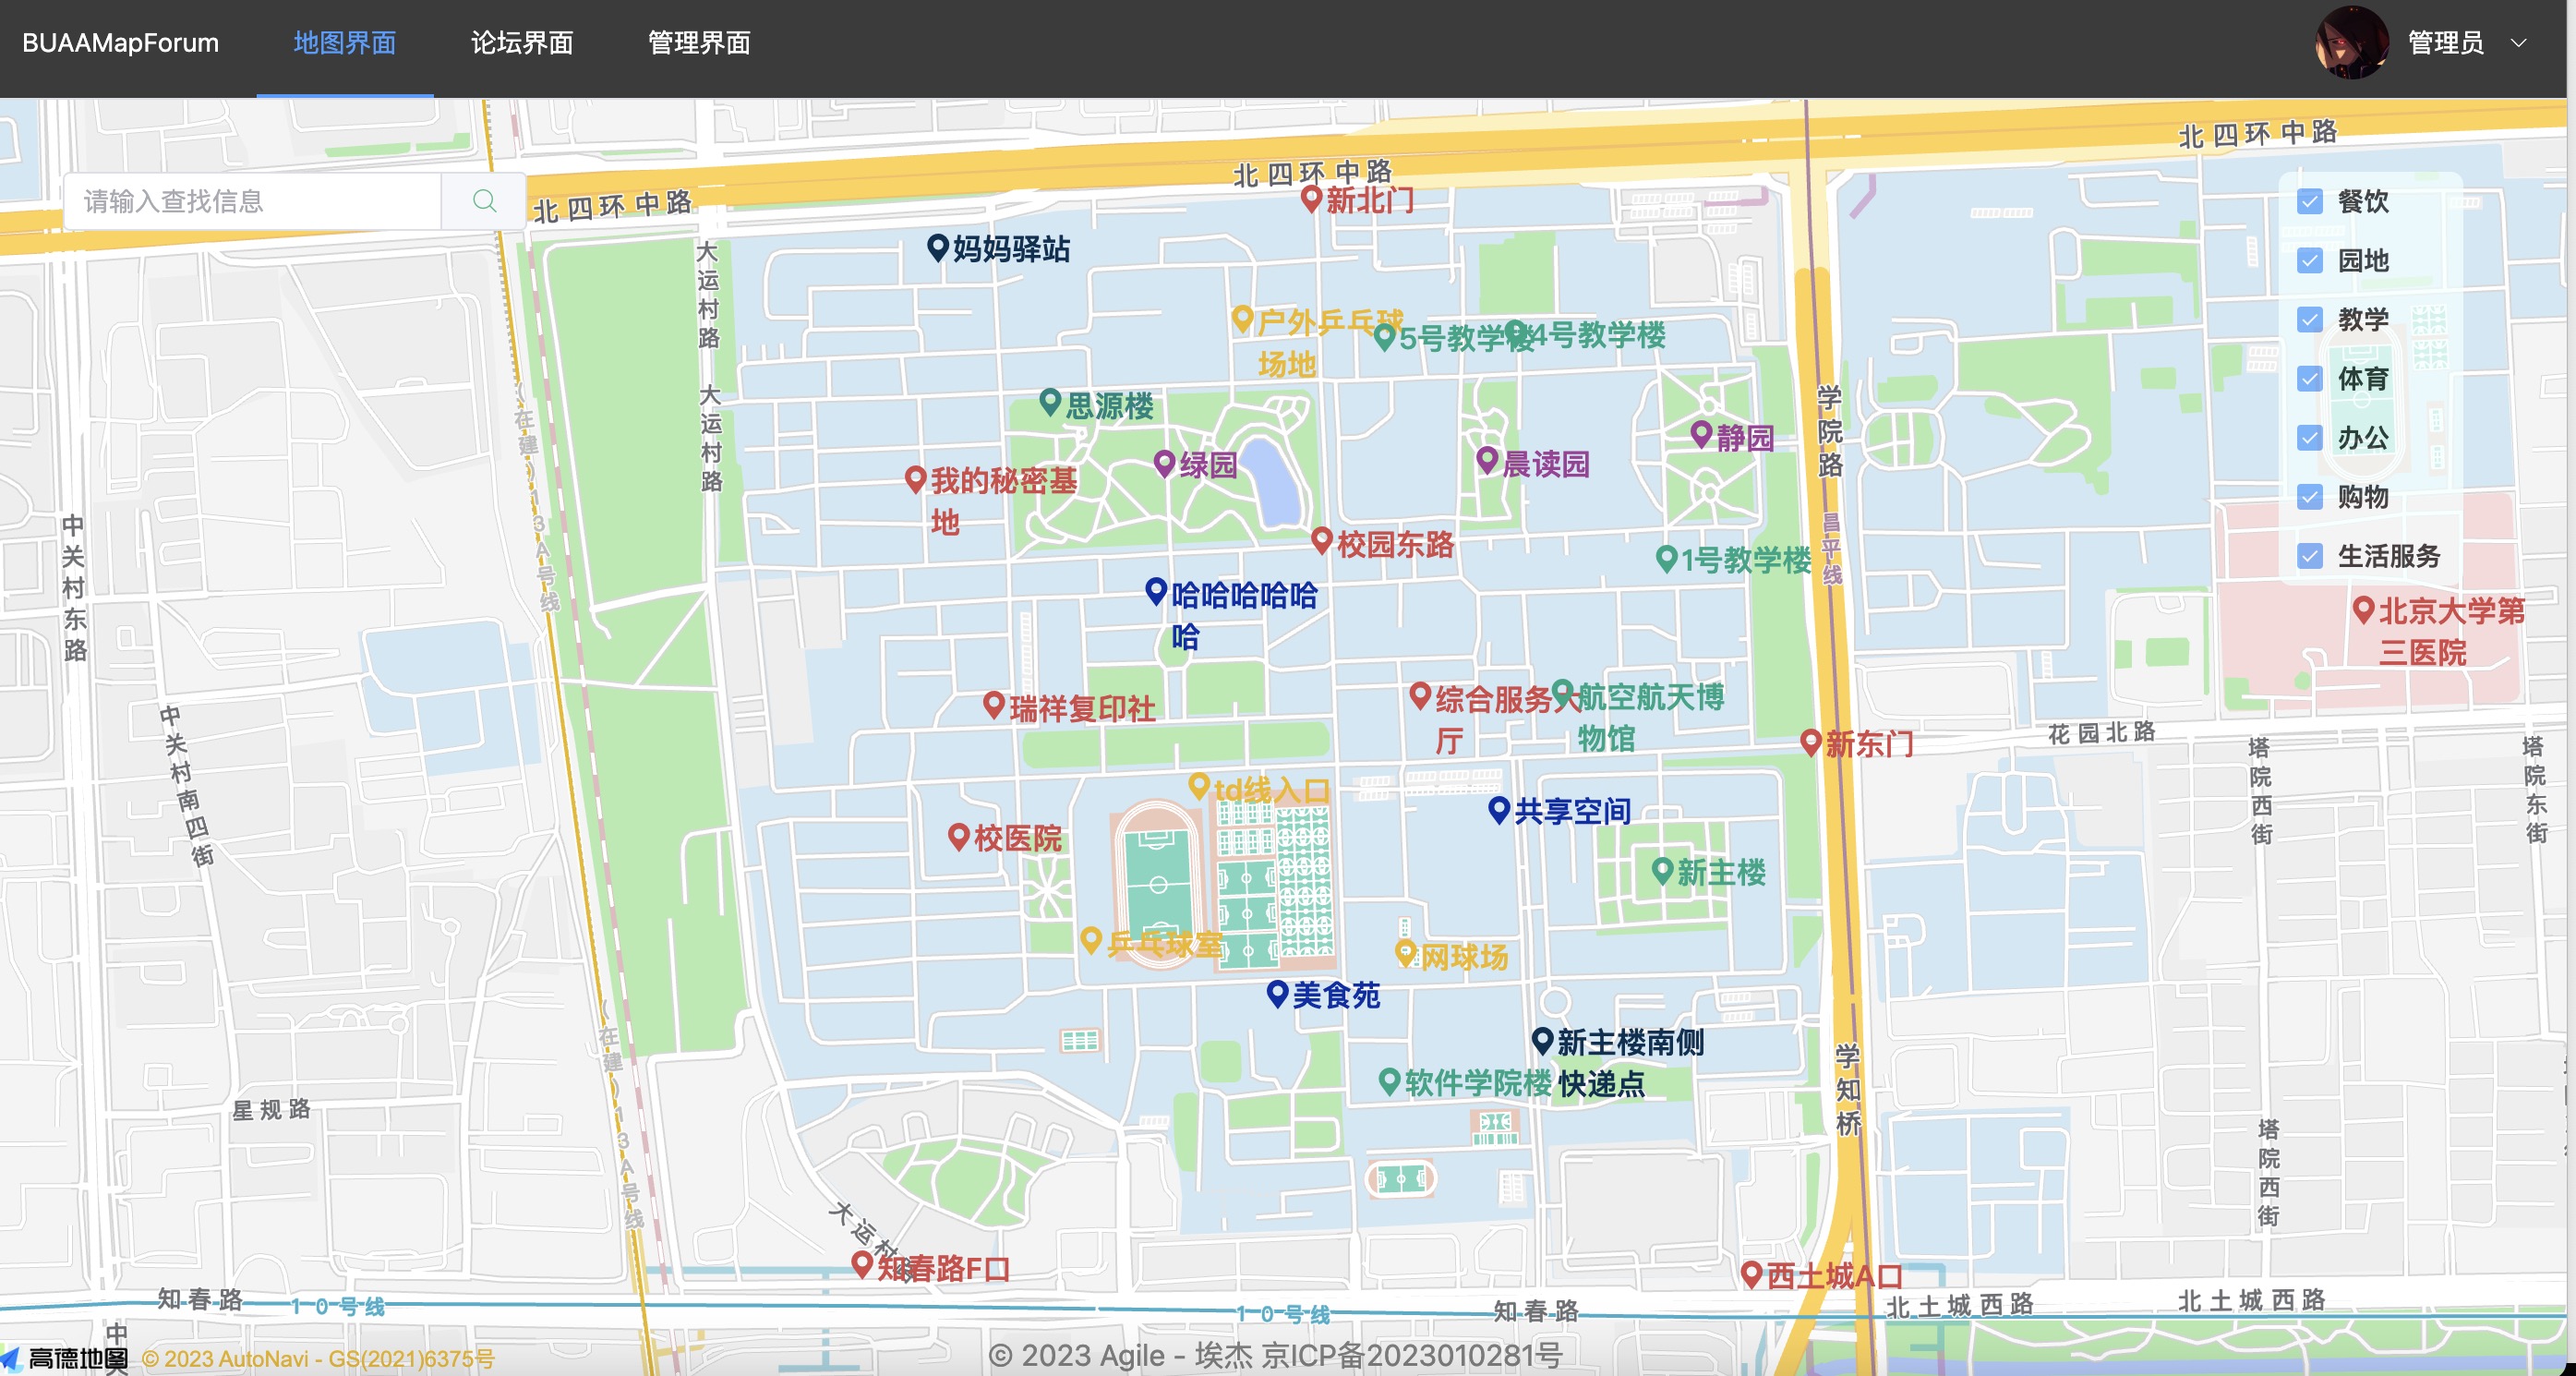 BUAAMapForum
地图界面
论坛界面
管理界面
管理员
请输入查找信息
北四环中路
北四环中路
北四环中路
新北门
妈妈驿站
大运村路
大运村路
户外乒乓球
场地
5号教学楼
4号教学楼
思源楼
绿园
晨读园
静园
学院路
我的秘密基
地
校园东路
1号教学楼
昌平线
哈哈哈哈哈
哈
(在建)13A号线
中关村东路
中关村南四街
瑞祥复印社
综合服务大
厅
航空航天博
物馆
新东门
花园北路
北京大学第
三医院
塔院西街
塔院东街
td线入口
共享空间
校医院
新主楼
乒乓球室
网球场
美食苑
新主楼南侧
快递点
软件学院楼
学知桥
(在建)13A号线
星规路
塔院西街
大运村
知春路F口
西土城A口
知春路
10号线
10号线
知春路
北土城西路
北土城西路
餐饮
园地
教学
体育
办公
购物
生活服务
高德地图
© 2023 AutoNavi - GS(2021)6375号
© 2023 Agile - 埃杰 京ICP备2023010281号